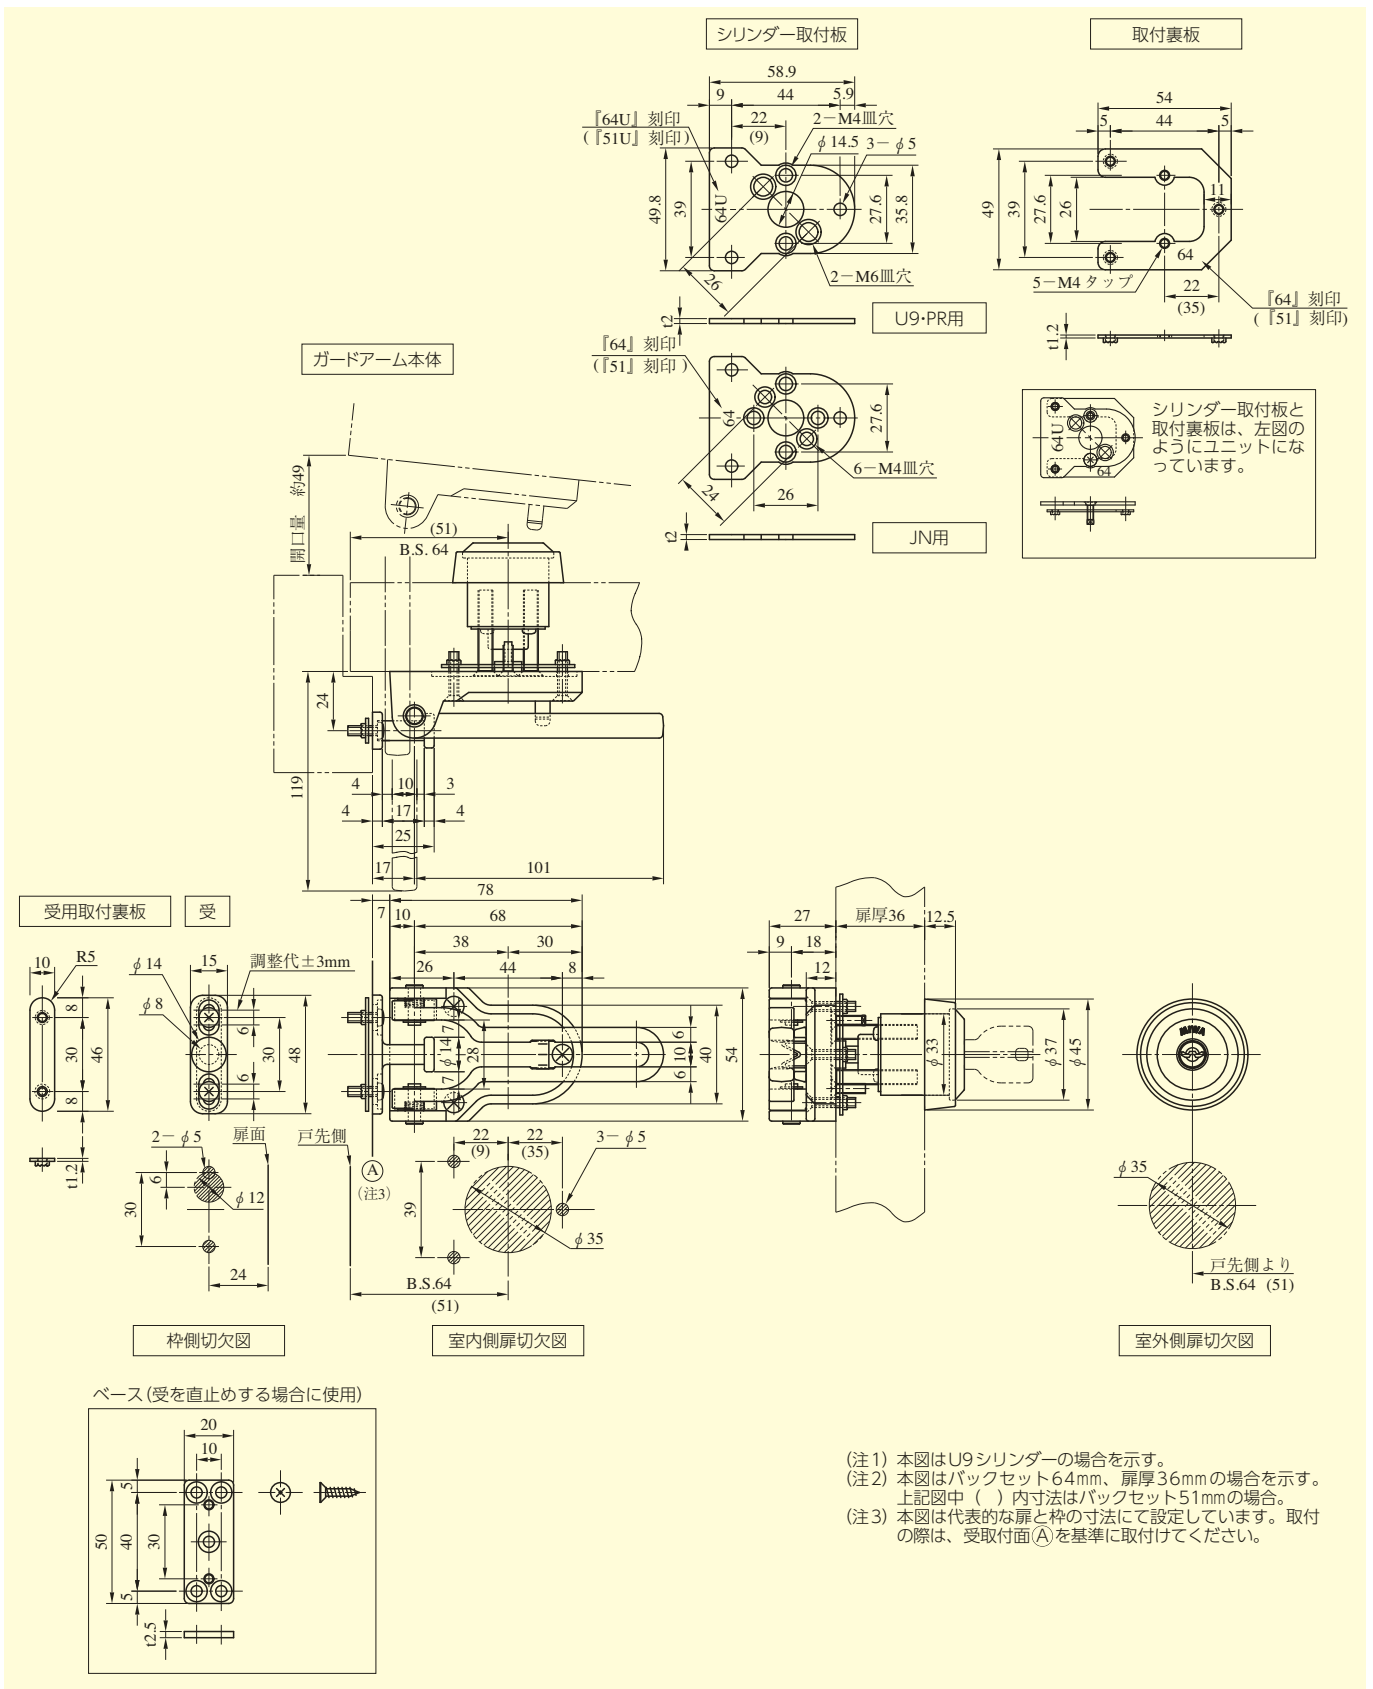 シリンダー取付板
58.9
9
44
5.9
『64U』刻印
(『51U』刻印)
22
(9)
2－M4皿穴
φ14.5
3－φ5
49.8
39
64U
27.6
35.8
26
2－M6皿穴
t2
U9・PR用
『64』刻印
(『51』刻印)
64
27.6
6－M4皿穴
24
26
t2
JN用
取付裏板
54
5
44
5
49
39
27.6
26
11
64
5－M4タップ
22
(35)
『64』刻印
(『51』刻印)
t1.2
64U
64
シリンダー取付板と
取付裏板は、左図の
ようにユニットにな
っています。
ガードアーム本体
開口量 約49
(51)
B.S. 64
24
119
4
10
3
4
17
4
25
17
101
78
7
10
68
38
30
26
44
8
7
φ14
28
7
6
10
6
40
54
受用取付裏板
受
10
R5
8
30
8
46
t1.2
φ14
φ8
15
調整代±3mm
6
6
30
48
2－φ5
扉面
6
30
φ12
24
枠側切欠図
戸先側
A
(注3)
22
(9)
22
(35)
3－φ5
39
φ35
B.S.64
(51)
室内側扉切欠図
27
扉厚36
12.5
9
18
12
φ33
φ37
φ45
MIWA
φ35
戸先側より
B.S.64 (51)
室外側扉切欠図
ベース(受を直止めする場合に使用)
20
10
5
50
40
30
5
t2.5
(注1) 本図はU9シリンダーの場合を示す。
(注2) 本図はバックセット64mm、扉厚36mmの場合を示す。
上記図中（　）内寸法はバックセット51mmの場合。
(注3) 本図は代表的な扉と枠の寸法にて設定しています。取付
の際は、受取付面Ⓐを基準に取付けてください。